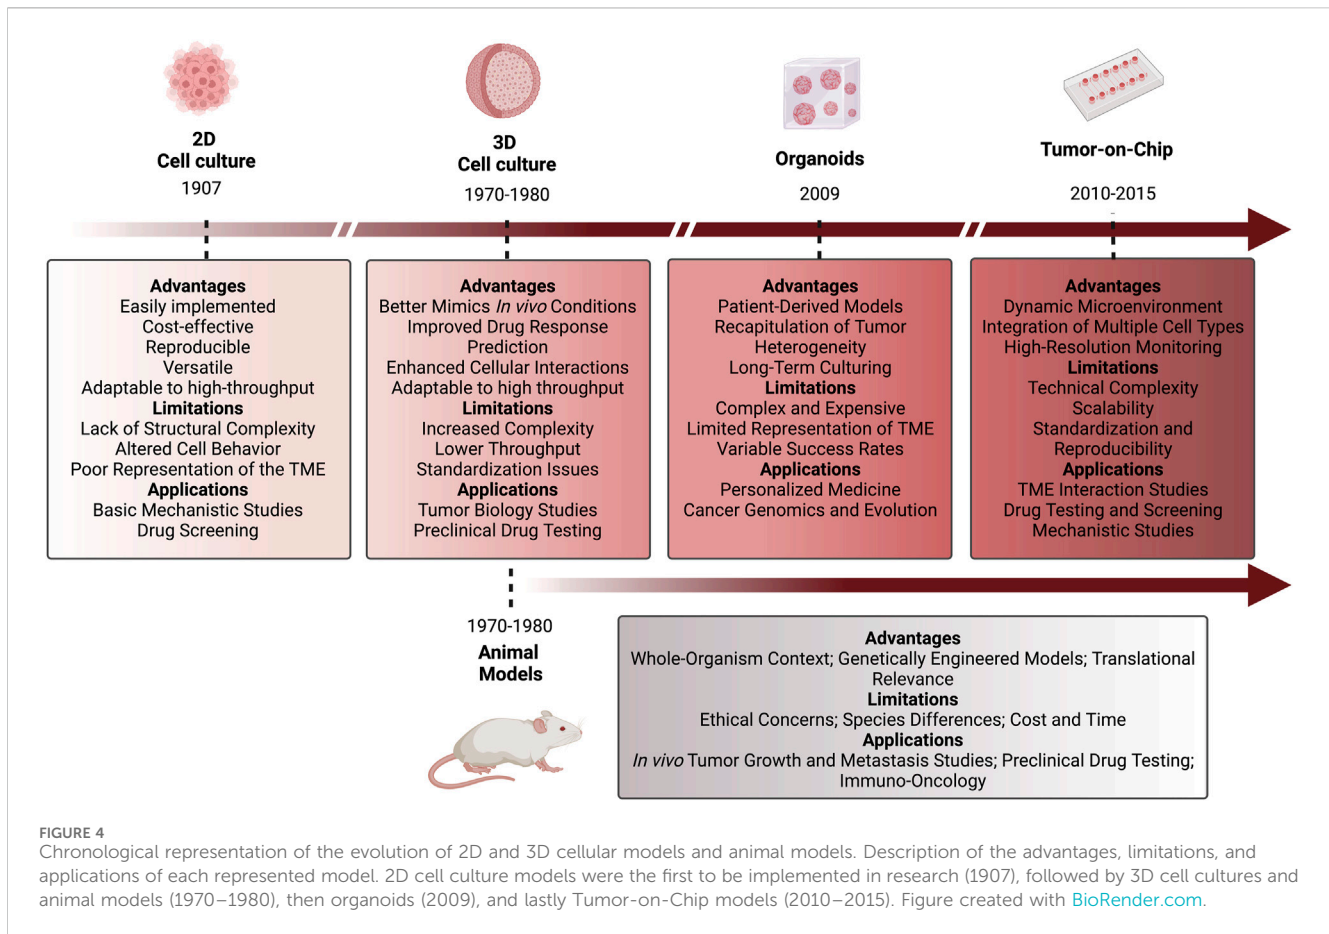 2D
Cell culture
1907
3D
Cell culture
1970-1980
Organoids
2009
Tumor-on-Chip
2010-2015
Advantages
Easily implemented
Cost-effective
Reproducible
Versatile
Adaptable to high-throughput
Limitations
Lack of Structural Complexity
Altered Cell Behavior
Poor Representation of the TME
Applications
Basic Mechanistic Studies
Drug Screening
Advantages
Better Mimics In vivo Conditions
Improved Drug Response
Prediction
Enhanced Cellular Interactions
Adaptable to high throughput
Limitations
Increased Complexity
Lower Throughput
Standardization Issues
Applications
Tumor Biology Studies
Preclinical Drug Testing
Advantages
Patient-Derived Models
Recapitulation of Tumor
Heterogeneity
Long-Term Culturing
Limitations
Complex and Expensive
Limited Representation of TME
Variable Success Rates
Applications
Personalized Medicine
Cancer Genomics and Evolution
Advantages
Dynamic Microenvironment
Integration of Multiple Cell Types
High-Resolution Monitoring
Limitations
Technical Complexity
Scalability
Standardization and
Reproducibility
Applications
TME Interaction Studies
Drug Testing and Screening
Mechanistic Studies
1970-1980
Animal
Models
Advantages
Whole-Organism Context; Genetically Engineered Models; Translational
Relevance
Limitations
Ethical Concerns; Species Differences; Cost and Time
Applications
In vivo Tumor Growth and Metastasis Studies; Preclinical Drug Testing;
Immuno-Oncology
FIGURE 4
Chronological representation of the evolution of 2D and 3D cellular models and animal models. Description of the advantages, limitations, and
applications of each represented model. 2D cell culture models were the first to be implemented in research (1907), followed by 3D cell cultures and
animal models (1970–1980), then organoids (2009), and lastly Tumor-on-Chip models (2010–2015). Figure created with BioRender.com.